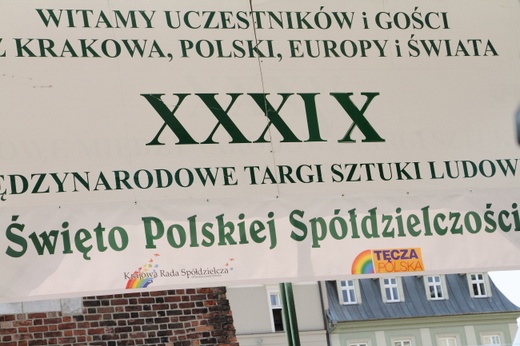 WITAMY UCZESTNIKÓW i GOŚCI
Z KRAKOWA, POLSKI, EUROPY i ŚWIATA
XXXIX
ĘDZYNARODOWE TARGI SZTUKI LUDOW
Święto Polskiej Spółdzielczości
Krajowa Rada Spółdzielcza
TĘCZA
POLSKA